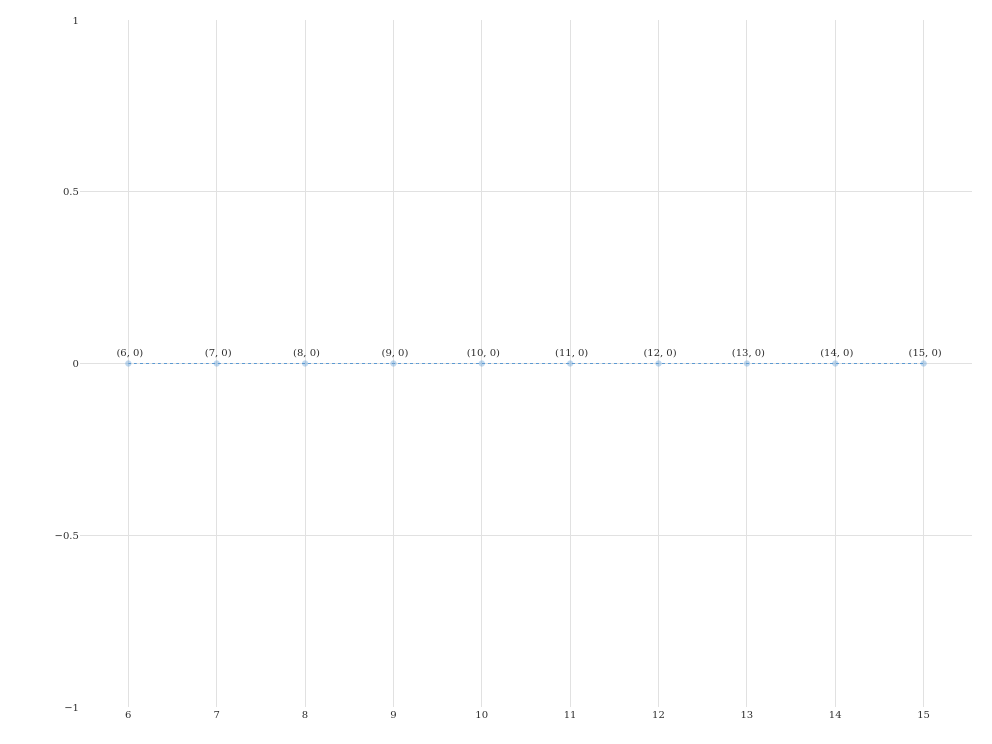 1
0.5
(6, 0) (7, 0) (8, 0) (9, 0) (10, 0) (11, 0) (12, 0) (13, 0) (14, 0) (15, 0)
0
−0.5
−1
6 7 8 9 10 11 12 13 14 15